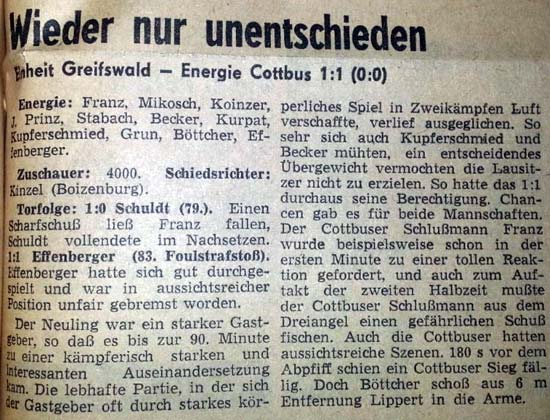 Wieder nur unentschieden
Einheit Greifswald — Energie Cottbus 1:1 (0:0)
Energie: Franz, Mikosch, Koinzer,
J. Prinz, Stabach, Becker, Kurpat,
Kupferschmied, Grun, Böttcher, Ef-
fenberger.
Zuschauer: 4000. Schiedsrichter:
Kinzel (Boizenburg).
Torfolge: 1:0 Schuldt (79.). Einen
Scharfschuß ließ Franz fallen,
Schuldt vollendete im Nachsetzen.
1:1 Effenberger (83. Foulstrafstoß).
Effenberger hatte sich gut durchge-
spielt und war in aussichtsreicher
Position unfair gebremst worden.
Der Neuling war ein starker Gast-
geber, so daß es bis zur 90. Minute
zu einer kämpferisch starken und
interessanten Auseinandersetzung
kam. Die lebhafte Partie, in der sich
der Gastgeber oft durch starkes kör-
perliches Spiel in Zweikämpfen Luft
verschaffte, verlief ausgeglichen. So
sehr sich auch Kupferschmied und
Becker mühten, ein entscheidendes
Übergewicht vermochten die Lausit-
zer nicht zu erzielen. So hatte das 1:1
durchaus seine Berechtigung. Chan-
cen gab es für beide Mannschaften.
Der Cottbuser Schlußmann Franz
wurde beispielsweise schon in der
ersten Minute zu einer tollen Reak-
tion gefordert, und auch zum Auf-
takt der zweiten Halbzeit mußte
der Cottbuser Schlußmann aus dem
Dreiangel einen gefährlichen Schuß
fischen. Auch die Cottbuser hatten
aussichtsreiche Szenen. 180 s vor dem
Abpfiff schien ein Cottbuser Sieg fäl-
lig. Doch Böttcher schoß aus 6 m
Entfernung Lippert in die Arme.